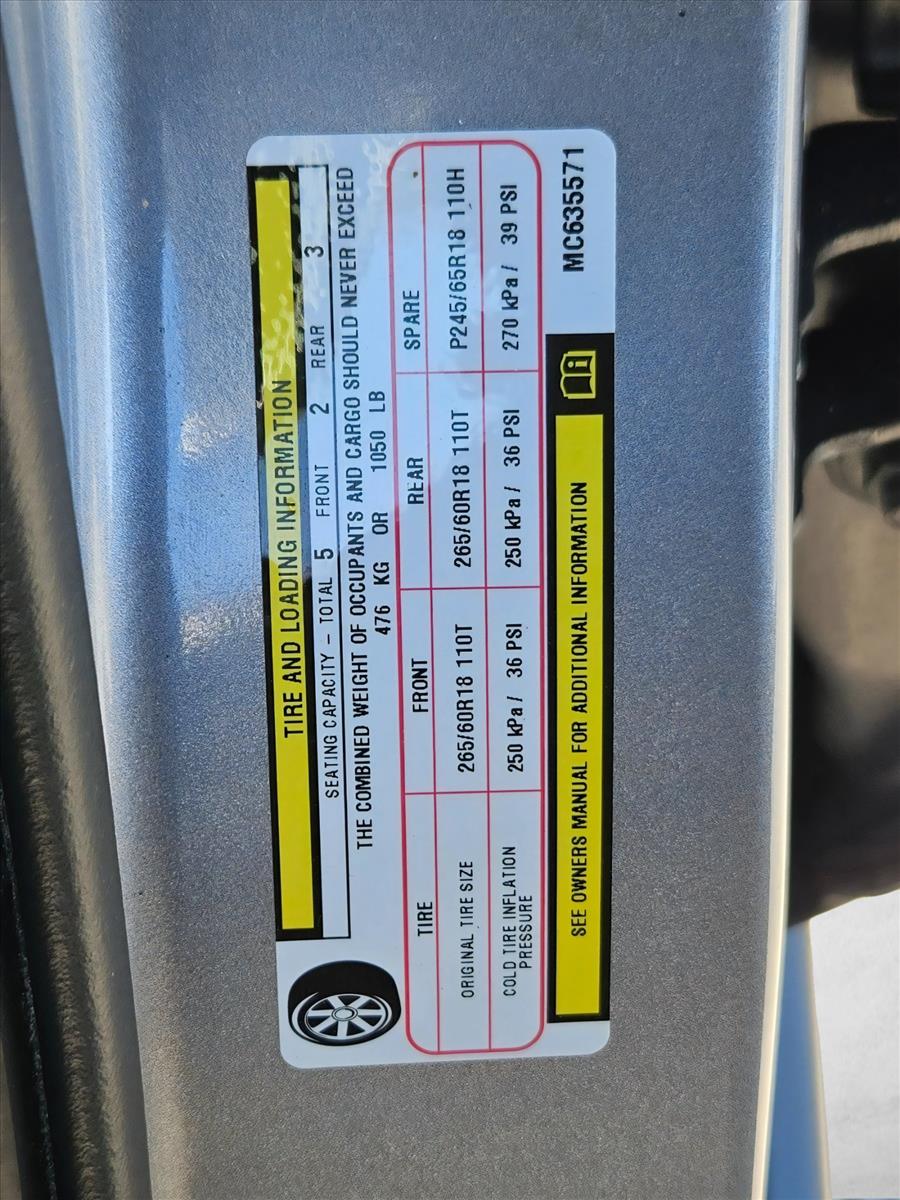 TIRE AND LOADING INFORMATION
SEATING CAPACITY - TOTAL 5 FRONT 2 REAR 3
THE COMBINED WEIGHT OF OCCUPANTS AND CARGO SHOULD NEVER EXCEED
476 KG OR 1050 LB
TIRE FRONT REAR SPARE
ORIGINAL TIRE SIZE 265/60R18 110T 265/60R18 110T P245/65R18 110H
COLD TIRE INFLATION PRESSURE 250 kPa / 36 PSI 250 kPa / 36 PSI 270 kPa / 39 PSI
SEE OWNERS MANUAL FOR ADDITIONAL INFORMATION
MC635571